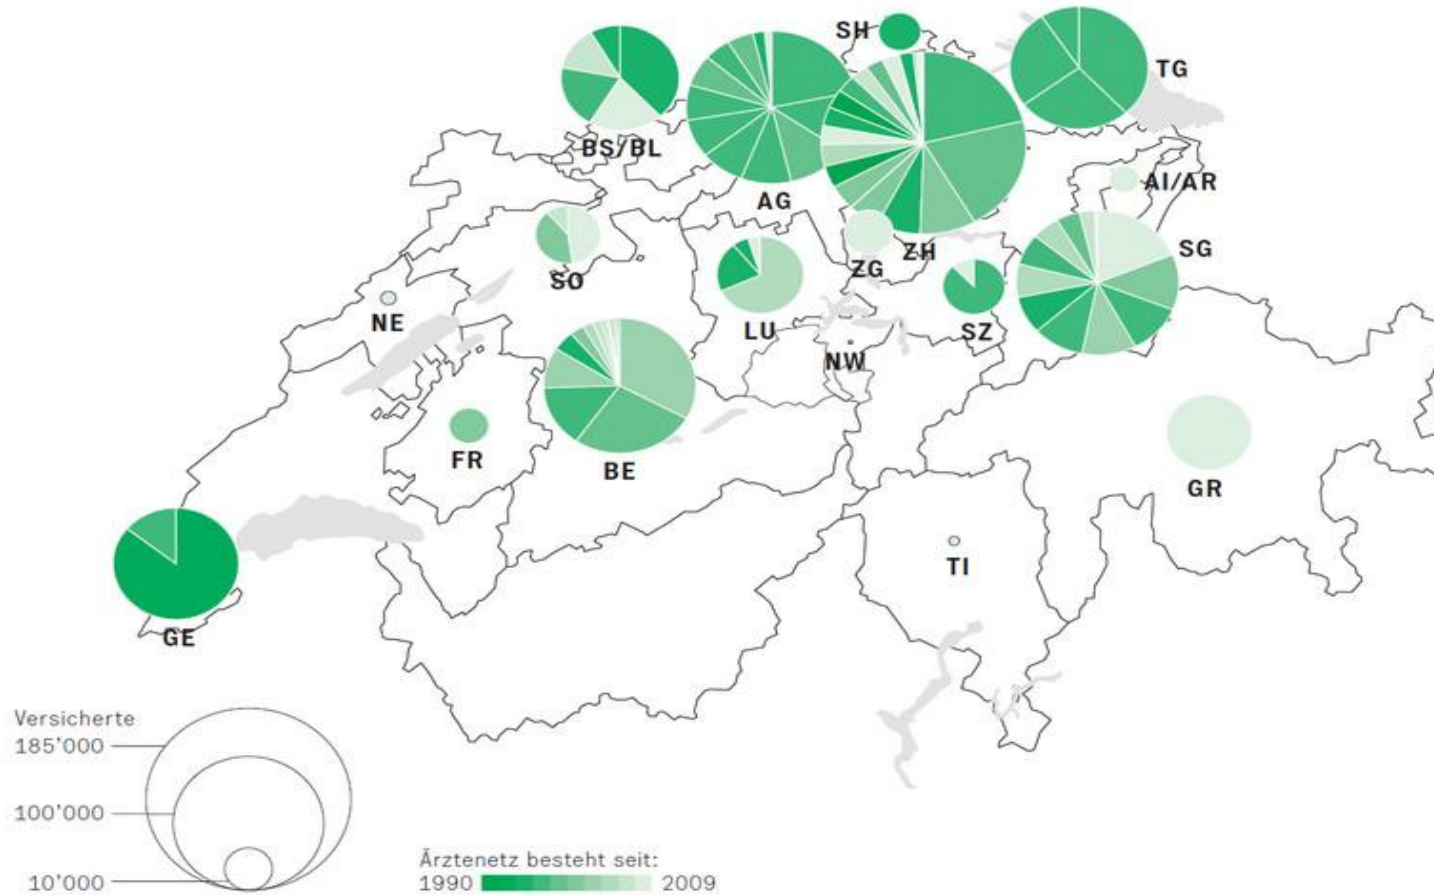 SH
TG
BS/BL
AG
AI/AR
SO
ZG
ZH
SG
NE
LU
SZ
NW
FR
BE
GR
TI
GE
Versicherte
185'000
100'000
10'000
Ärztenetz besteht seit:
1990 2009